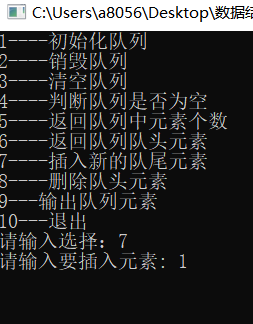 C:\Users\a8056\Desktop\数据结
1----初始化队列
2----销毁队列
3----清空队列
4----判断队列是否为空
5----返回队列中元素个数
6----返回队列队头元素
7----插入新的队尾元素
8----删除队头元素
9---输出队列元素
10---退出
请输入选择：7
请输入要插入元素: 1